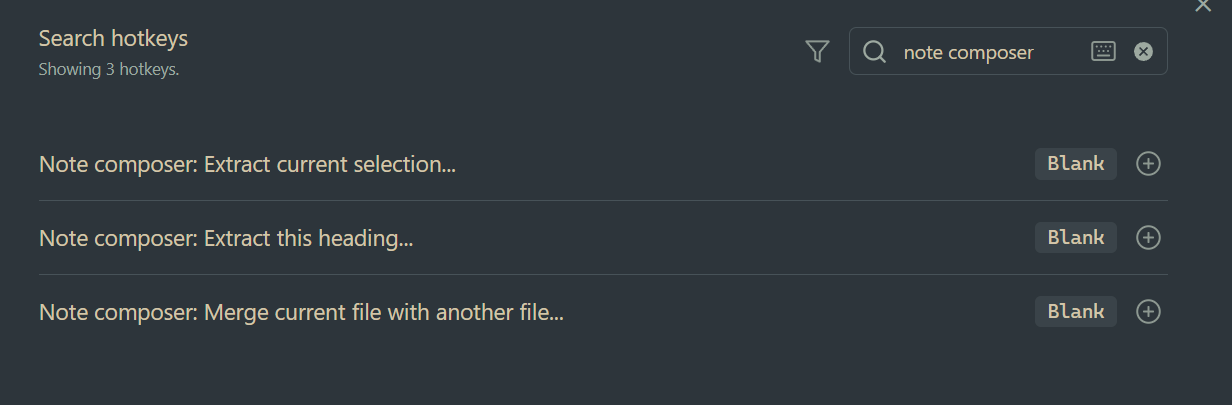 Search hotkeys
Showing 3 hotkeys.
note composer
Note composer: Extract current selection... Blank
Note composer: Extract this heading... Blank
Note composer: Merge current file with another file... Blank